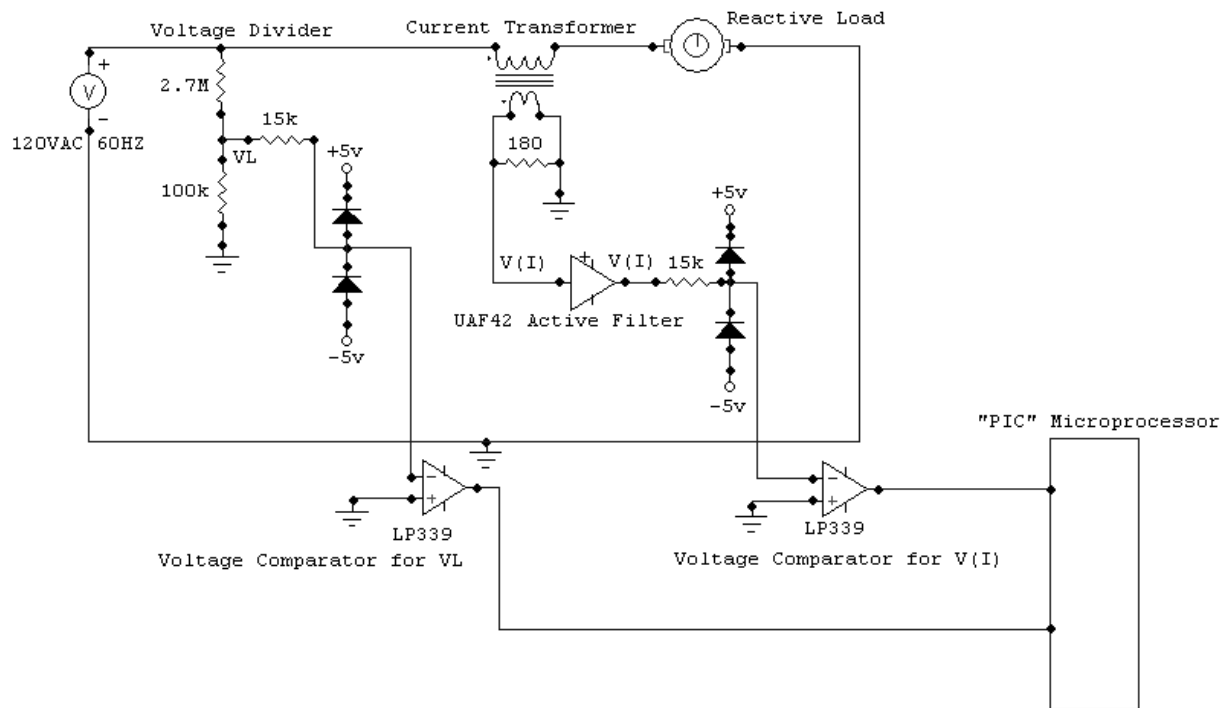 Reactive Load
Voltage Divider
Current Transformer
+
V
-
2.7M
15k
120VAC 60HZ
VL
180
+5v
100k
+5v
V(I)
+
V(I)
15k
UAF42 Active Filter
-5v
-5v
"PIC" Microprocessor
-
+
-
+
LP339
LP339
Voltage Comparator for VL
Voltage Comparator for V(I)